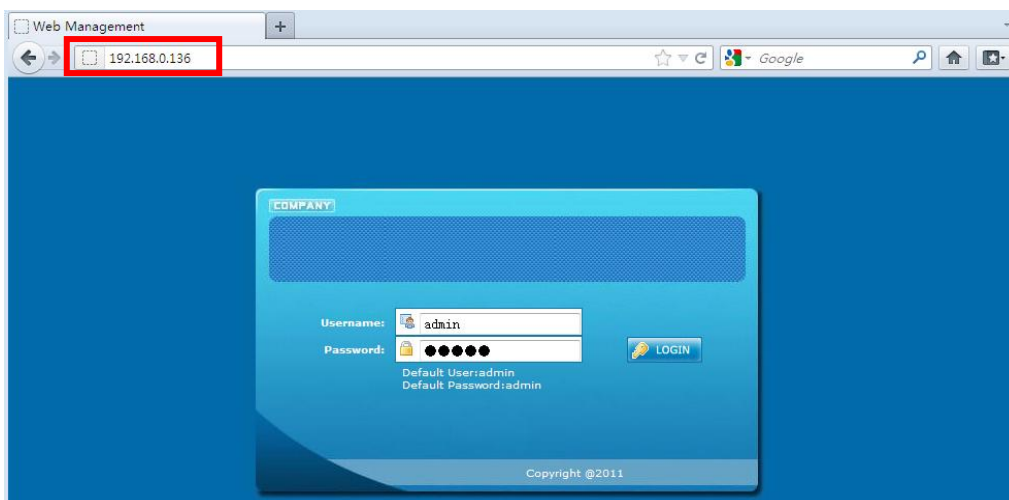 Web Management
192.168.0.136
Google
COMPANY
Username: admin
Password: ●●●●●
LOGIN
Default User:admin
Default Password:admin
Copyright @2011